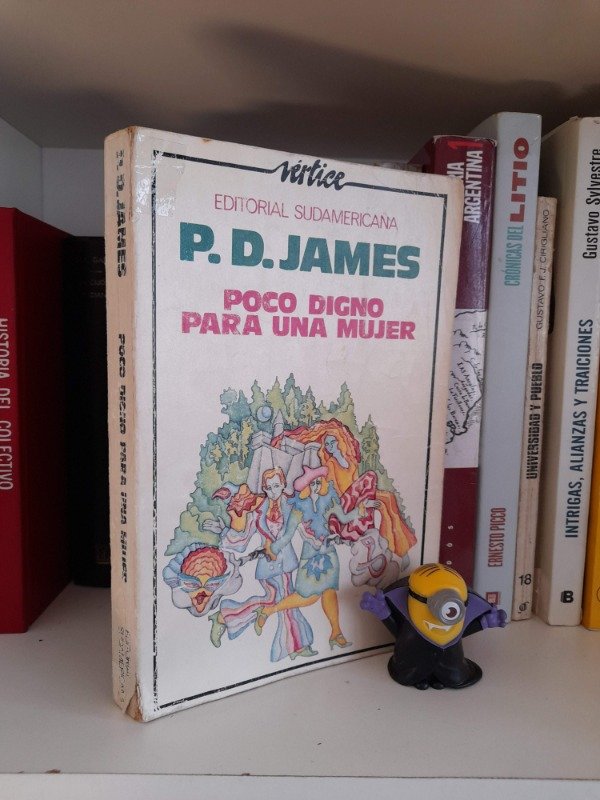 HISTORIA DEL COLECTIVO
P. D. JAMES
POCO DIGNO PARA UNA MUJER
vértice
EDITORIAL SUDAMERICANA
P. D. JAMES
POCO DIGNO
PARA UNA MUJER
ARGENTINA 1
ERNESTO PICCO
CRÓNICAS DEL LITIO
18
UNIVERSIDAD Y PUEBLO
GUSTAVO F. J. CIRIGLIANO
B
INTRIGAS, ALIANZAS Y TRAICIONES
Gustavo Sylvestre